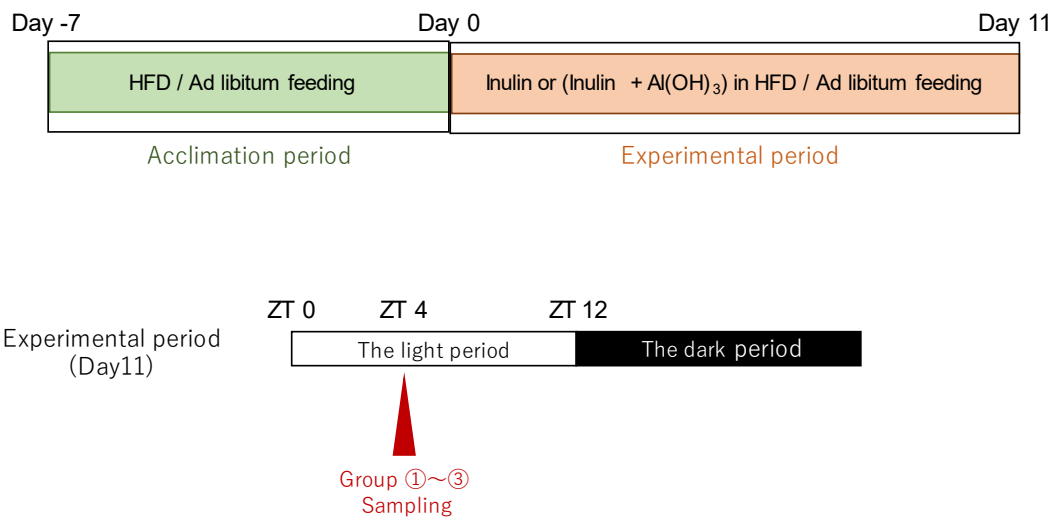 Day -7 Day 0 Day 11
HFD / Ad libitum feeding
Inulin or (Inulin + Al(OH)₃) in HFD / Ad libitum feeding
Acclimation period
Experimental period
ZT 0 ZT 4 ZT 12
Experimental period
(Day11)
The light period
The dark period
Group ①～③
Sampling